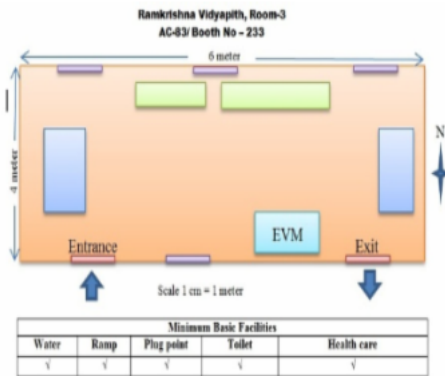 Ramkrishna Vidyapith, Room-3
AC-83/ Booth No – 233
6 meter
4 meter
N
EVM
Entrance
Exit
Scale 1 cm = 1 meter
Minimum Basic Facilities
Water Ramp Plug point Toilet Health care
√ √ √ √ √